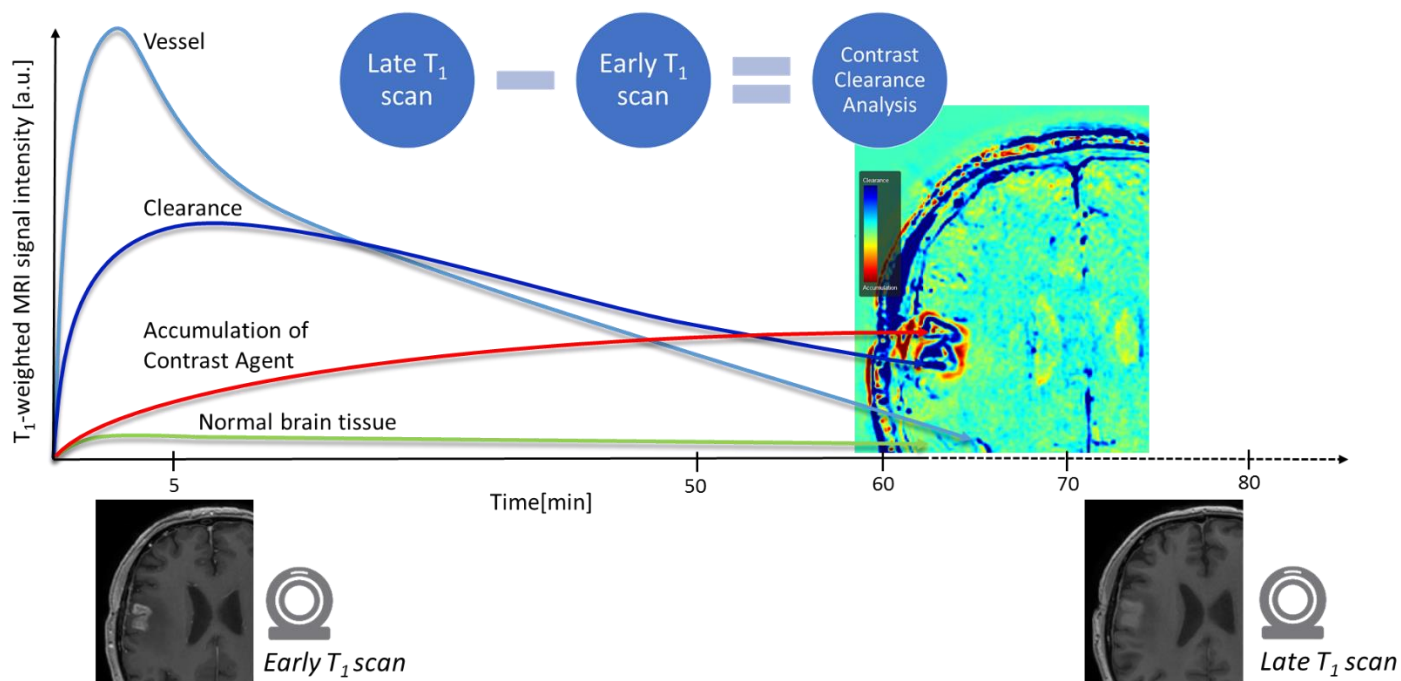 Vessel
Late T1
scan
Early T1
scan
Contrast
Clearance
Analysis
T1-weighted MRI signal intensity [a.u.]
Clearance
Clearance
Accumulation
Accumulation of
Contrast Agent
Normal brain tissue
5
50
60
70
80
Time[min]
Early T1 scan
Late T1 scan